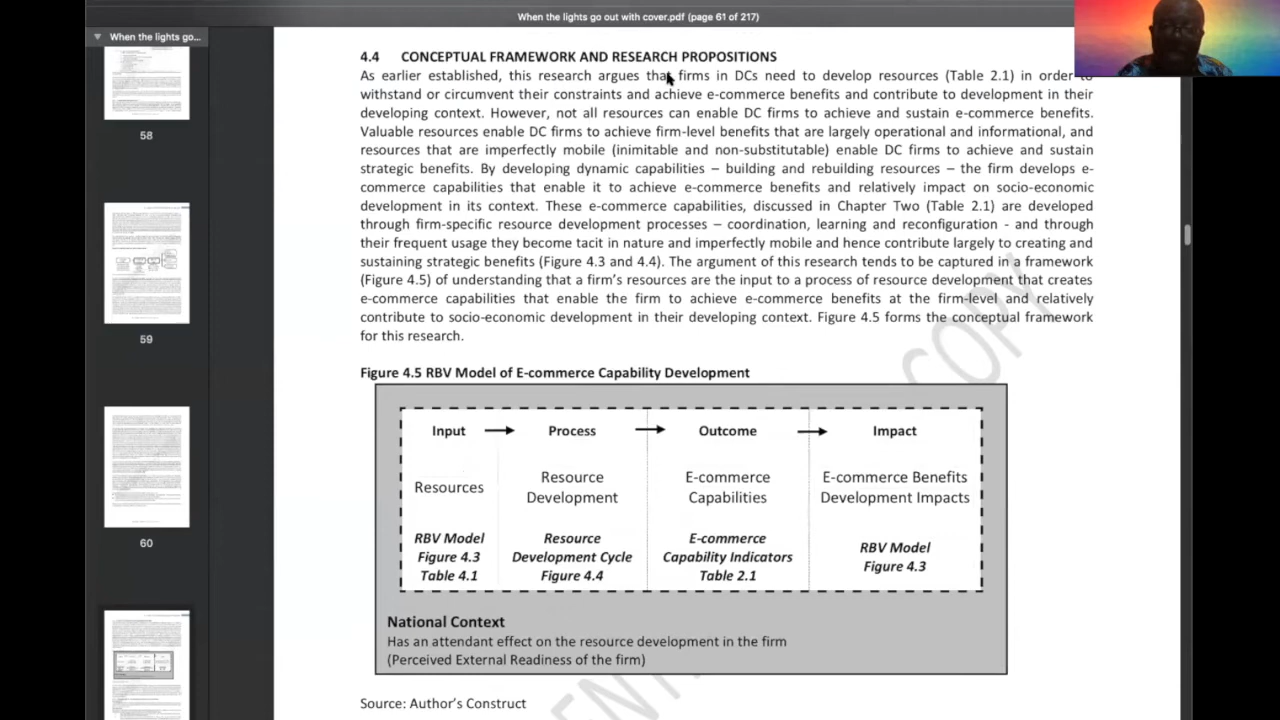 When the lights go out with cover.pdf (page 61 of 217)
When the lights go...
58
59
60
4.4 CONCEPTUAL FRAMEWORK AND RESEARCH PROPOSITIONS
As so far established, this research argues that firms in DCs need to develop resources (Table 2.1) in order to
withstand or circumvent their constraints and achieve e-commerce benefits and contribute to development in their
developing context. However, not all resources can enable DC firms to achieve and sustain e-commerce benefits.
Valuable resources enable DC firms to achieve firm-level benefits that are largely operational and informational, and
resources that are imperfectly mobile (inimitable and non-substitutable) enable DC firms to achieve and sustain
strategic benefits. By developing dynamic capabilities – building and rebuilding resources – the firm develops e-
commerce capabilities that enable it to achieve e-commerce benefits and relatively impact on socio-economic
development in its context. These e-commerce capabilities, discussed in Chapter Two (Table 2.1) are developed
through specific resource development processes – coordination, learning and reconfiguration - and through
their frequent usage they become tacit in nature and imperfectly mobile in order to contribute largely to creating and
sustaining strategic benefits (Figure 4.3 and 4.4). The argument of this research tends to be captured in a framework
(Figure 4.5) of understanding how a firm's resources are then put to a process of resource development that creates
e-commerce capabilities that enable the firm to achieve e-commerce benefits at the firm-level and relatively
contribute to socio-economic development in their developing context. Figure 4.5 forms the conceptual framework
for this research.
Figure 4.5 RBV Model of E-commerce Capability Development
Input Process Outcome Impact
Resources Resource Development E-commerce Capabilities E-commerce Benefits Development Impacts
RBV Model Figure 4.3 Table 4.1 Resource Development Cycle Figure 4.4 E-commerce Capability Indicators Table 2.1 RBV Model Figure 4.3
External Context
Its extent of effect on e-commerce development in the firm
(Perceived External Readiness of the firm)
Source: Author's Construct
copy